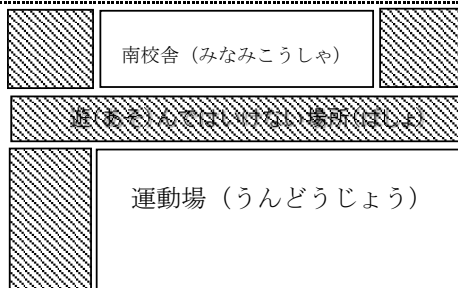 南校舎（みなみこうしゃ）
遊(あそ)んではいけない場所(ばしょ)
運動場（うんどうじょう）